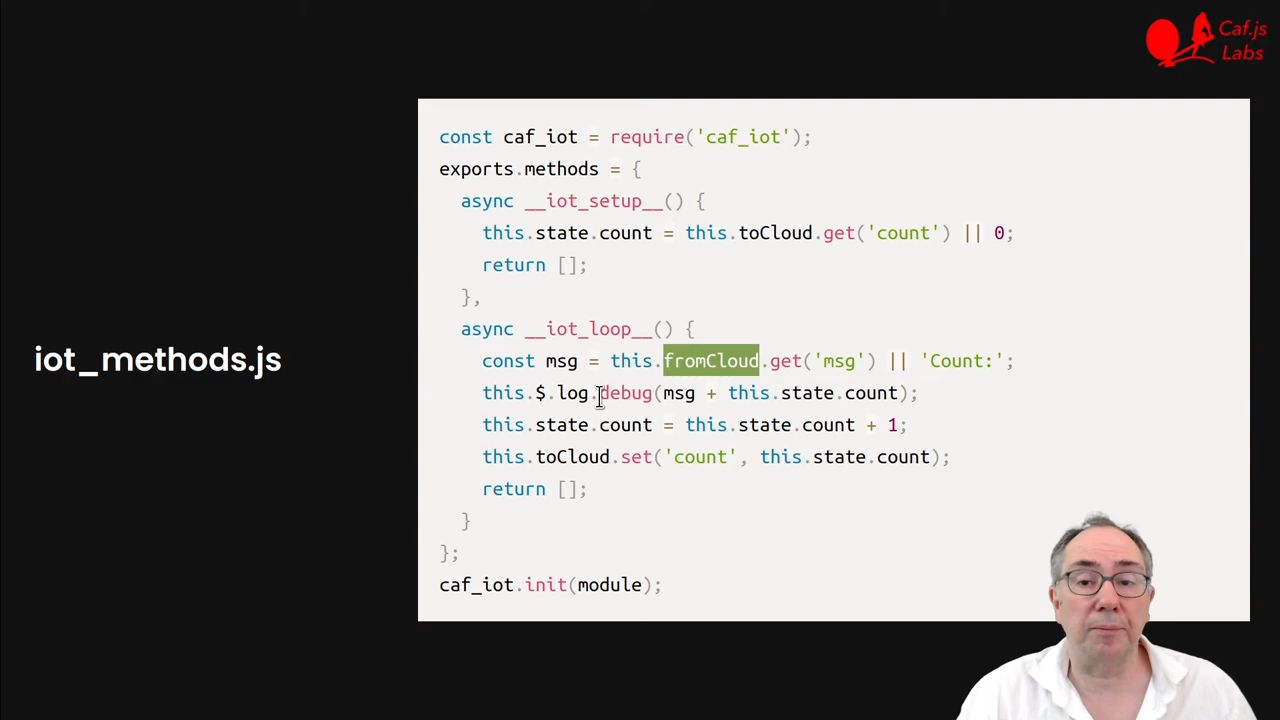 Caf.js
Labs
const caf_iot = require('caf_iot');
exports.methods = {
  async __iot_setup__() {
    this.state.count = this.toCloud.get('count') || 0;
    return [];
  },
  async __iot_loop__() {
    const msg = this.fromCloud.get('msg') || 'Count:';
    this.$.log.debug(msg + this.state.count);
    this.state.count = this.state.count + 1;
    this.toCloud.set('count', this.state.count);
    return [];
  }
};
caf_iot.init(module);
iot_methods.js